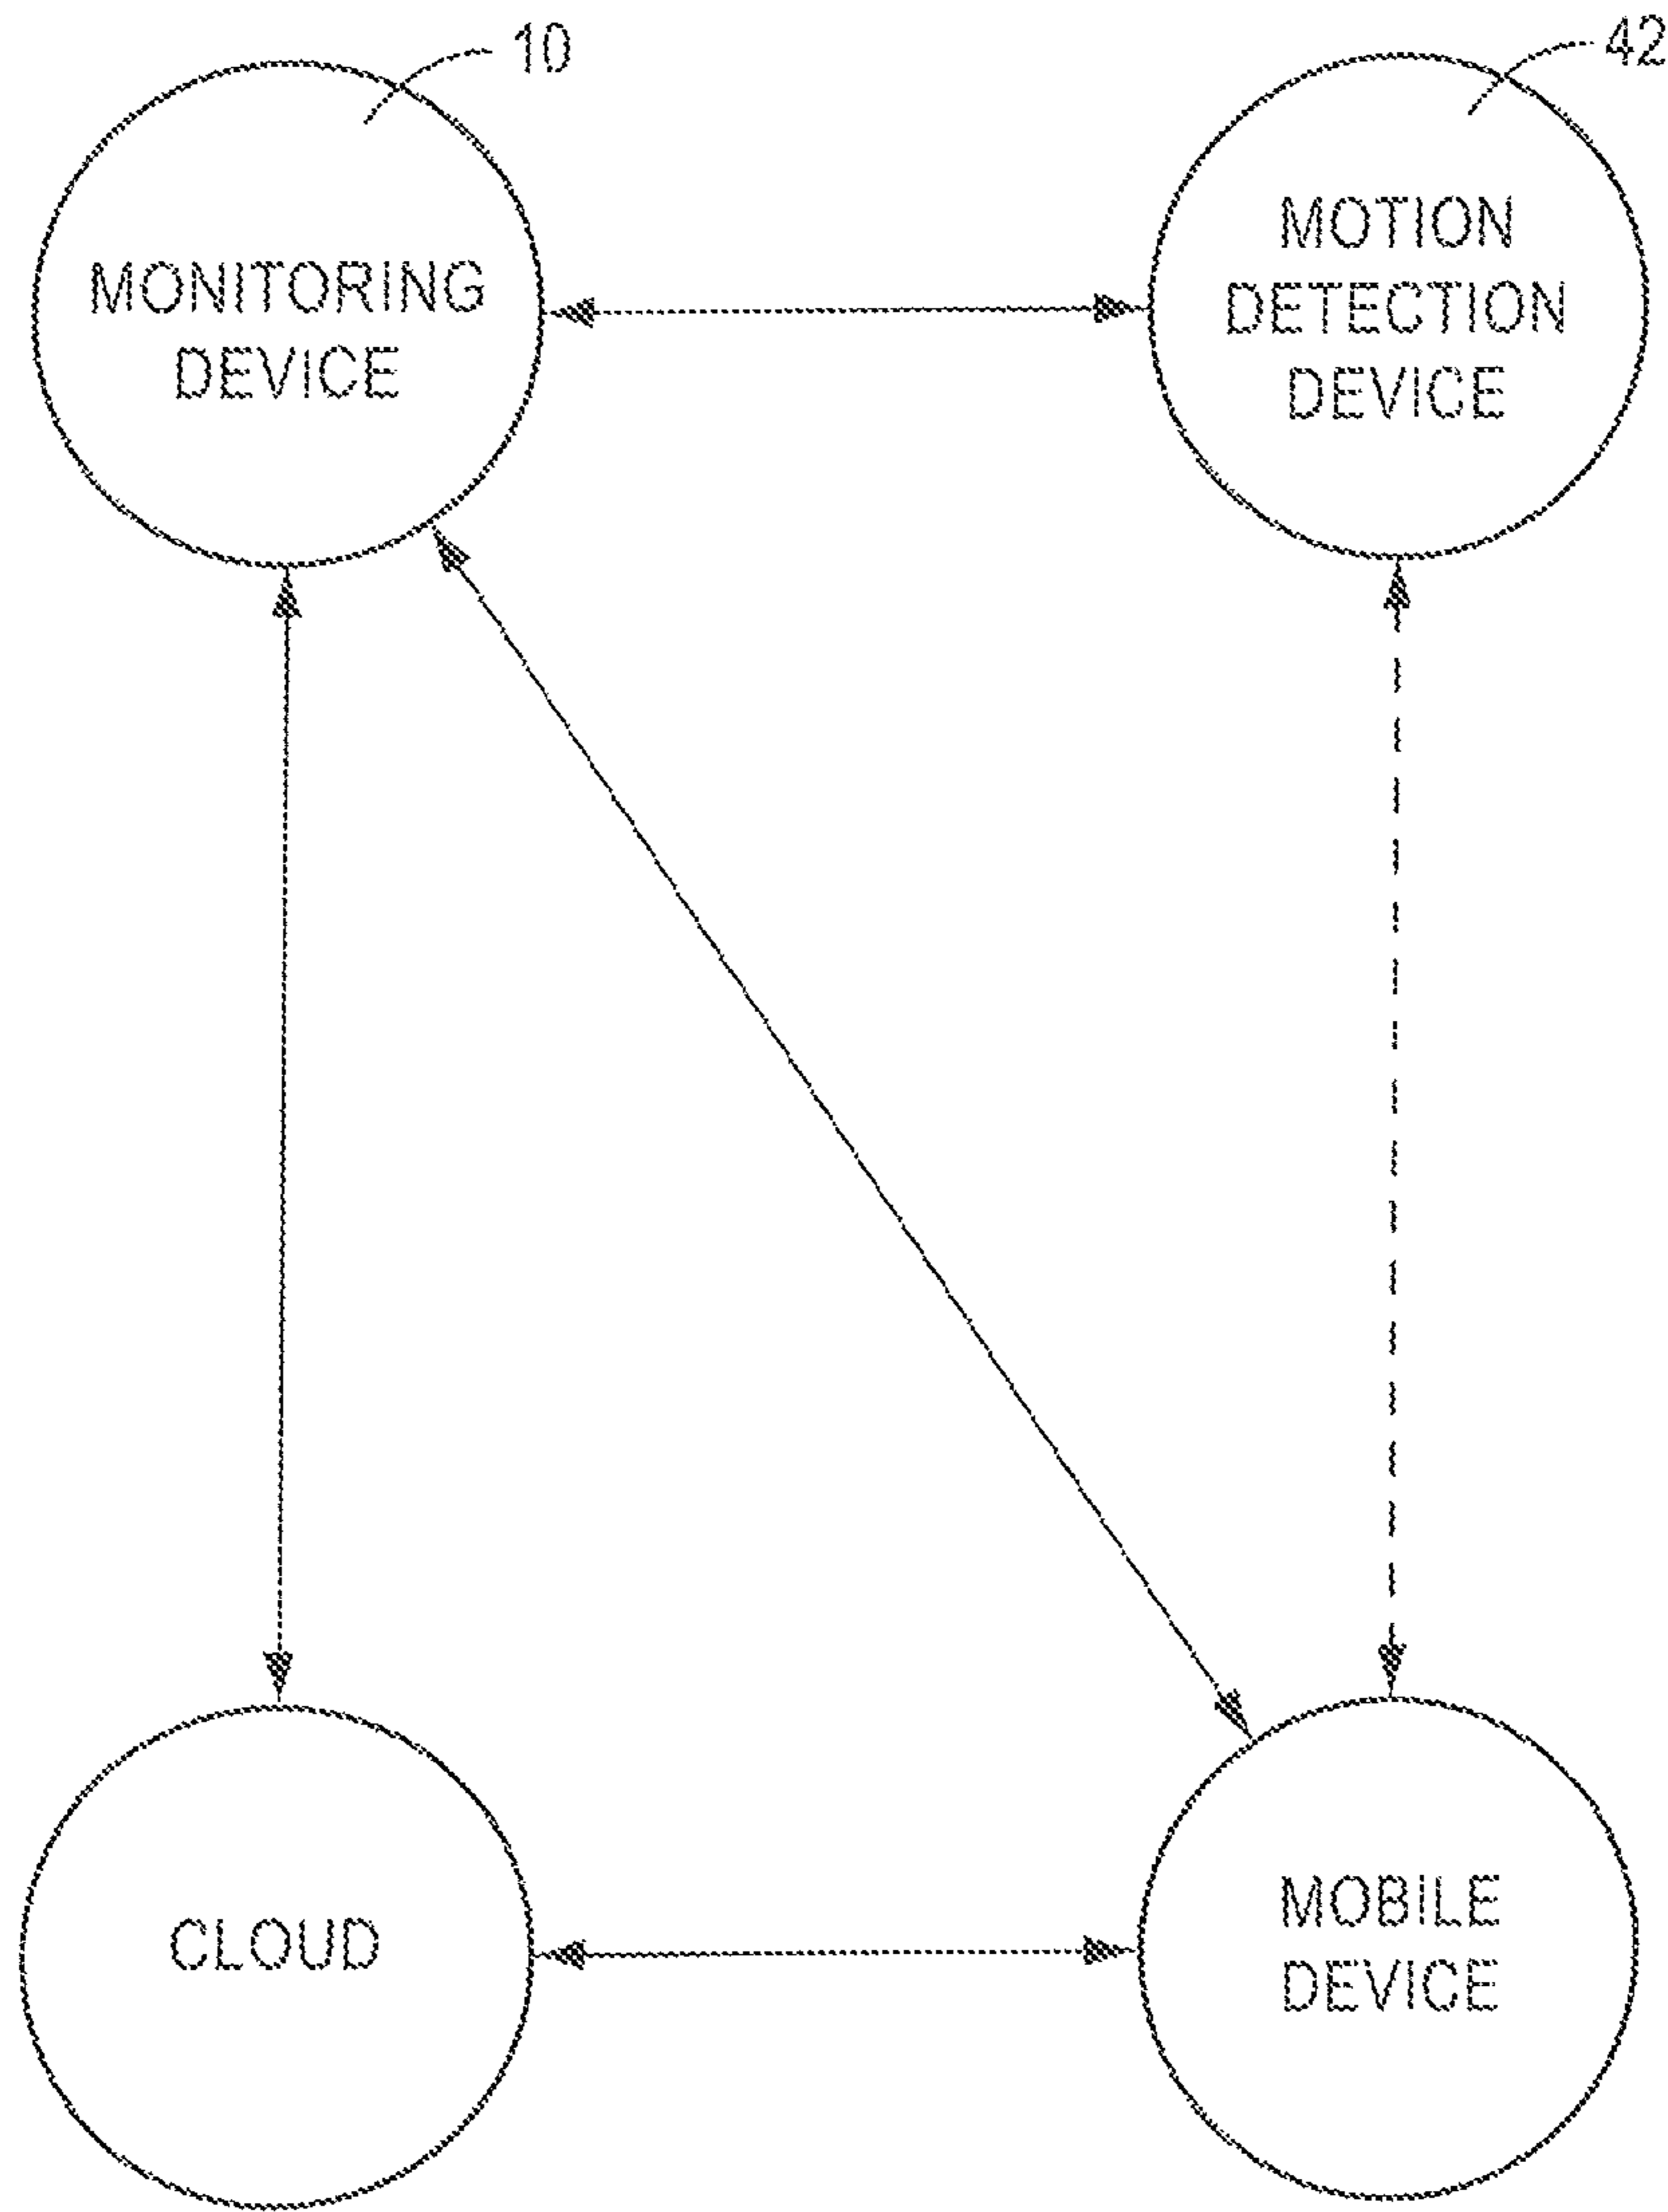 10
42
MONITORING
DEVICE
MOTION
DETECTION
DEVICE
CLOUD
MOBILE
DEVICE